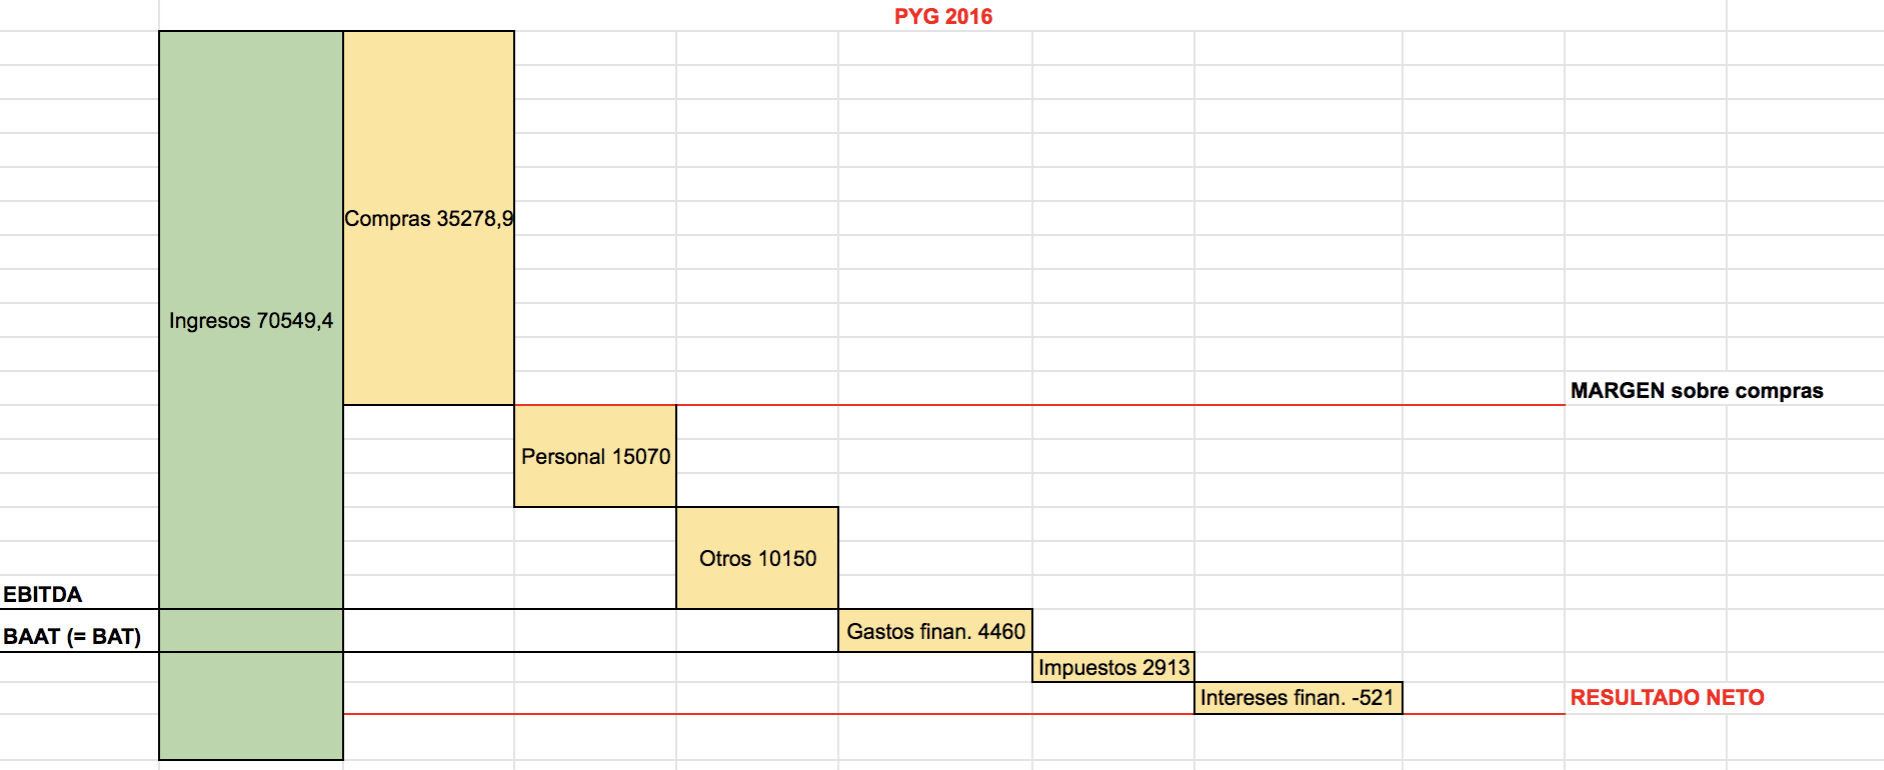 PYG 2016
Compras 35278,9
Ingresos 70549,4
MARGEN sobre compras
Personal 15070
Otros 10150
EBITDA
BAAT (= BAT)
Gastos finan. 4460
Impuestos 2913
Intereses finan. -521
RESULTADO NETO